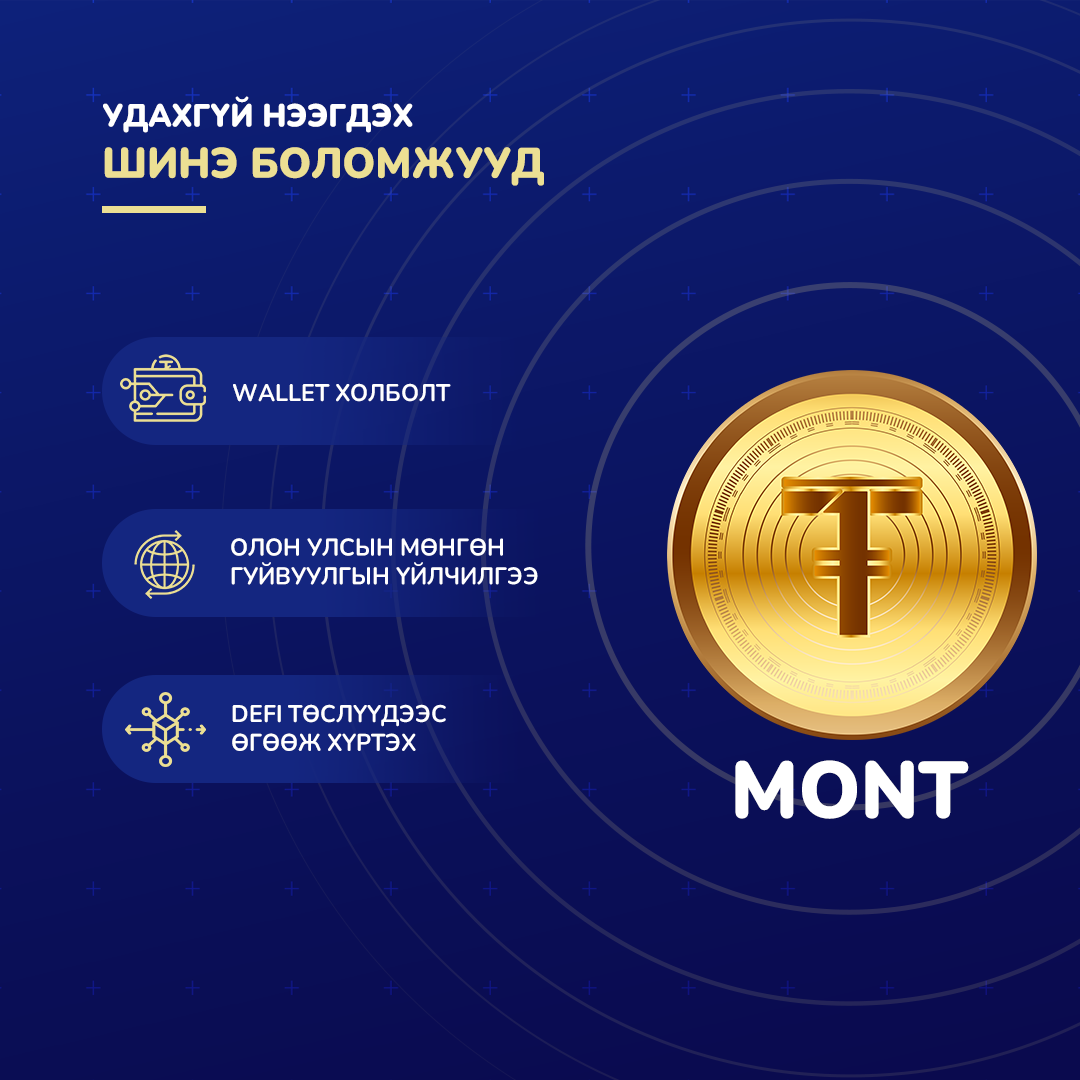 УДАХГҮЙ НЭЭГДЭХ
ШИНЭ БОЛОМЖУУД
WALLET ХОЛБОЛТ
ОЛОН УЛСЫН МӨНГӨН
ГУЙВУУЛГЫН ҮЙЛЧИЛГЭЭ
DEFI ТӨСЛҮҮДЭЭС
ӨГӨӨЖ ХҮРТЭХ
₮
MONT